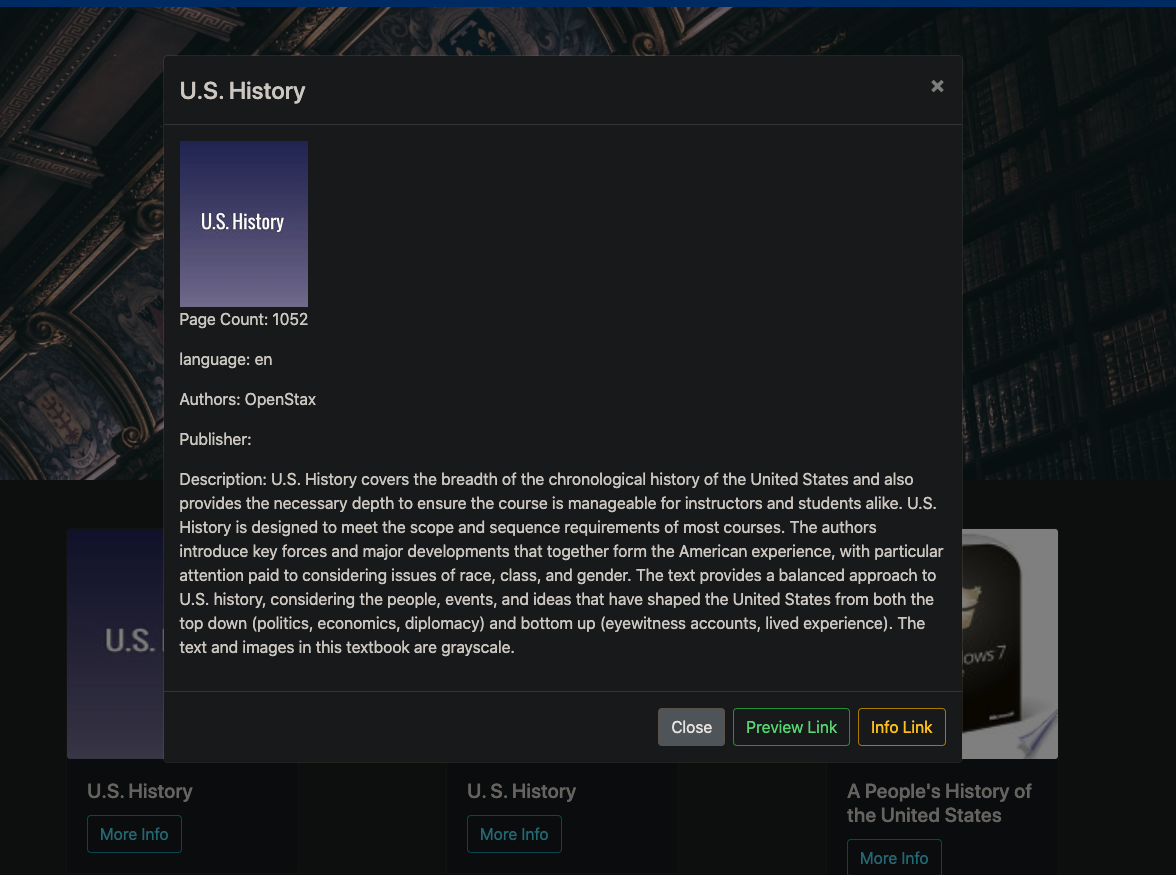 U.S. History
×
U.S. History
Page Count: 1052
language: en
Authors: OpenStax
Publisher:
Description: U.S. History covers the breadth of the chronological history of the United States and also
provides the necessary depth to ensure the course is manageable for instructors and students alike. U.S.
History is designed to meet the scope and sequence requirements of most courses. The authors
introduce key forces and major developments that together form the American experience, with particular
attention paid to considering issues of race, class, and gender. The text provides a balanced approach to
U.S. history, considering the people, events, and ideas that have shaped the United States from both the
top down (politics, economics, diplomacy) and bottom up (eyewitness accounts, lived experience). The
text and images in this textbook are grayscale.
Close
Preview Link
Info Link
U.S.
7
U.S. History
More Info
U. S. History
More Info
A People's History of
the United States
More Info